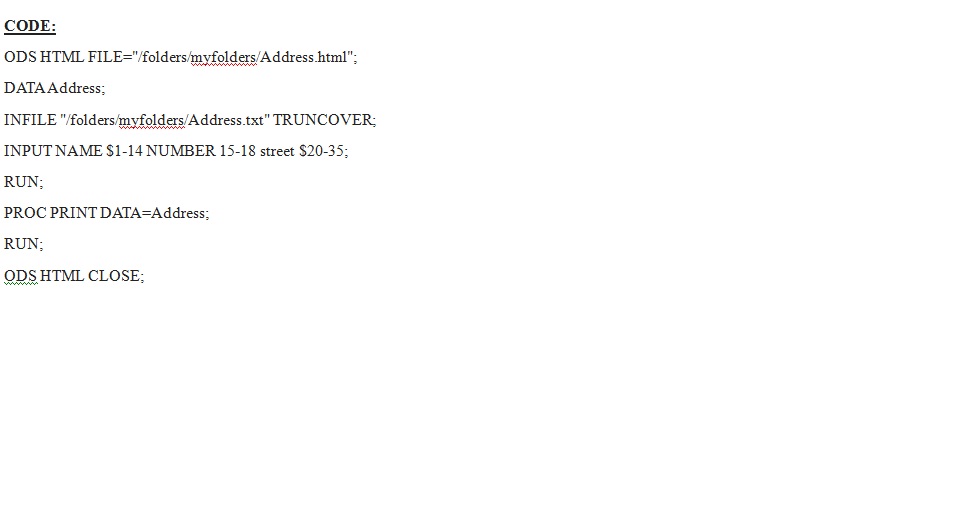 CODE:
ODS HTML FILE="/folders/myfolders/Address.html";
DATA Address;
INFILE "/folders/myfolders/Address.txt" TRUNCOVER;
INPUT NAME $1-14 NUMBER 15-18 street $20-35;
RUN;
PROC PRINT DATA=Address;
RUN;
ODS HTML CLOSE;